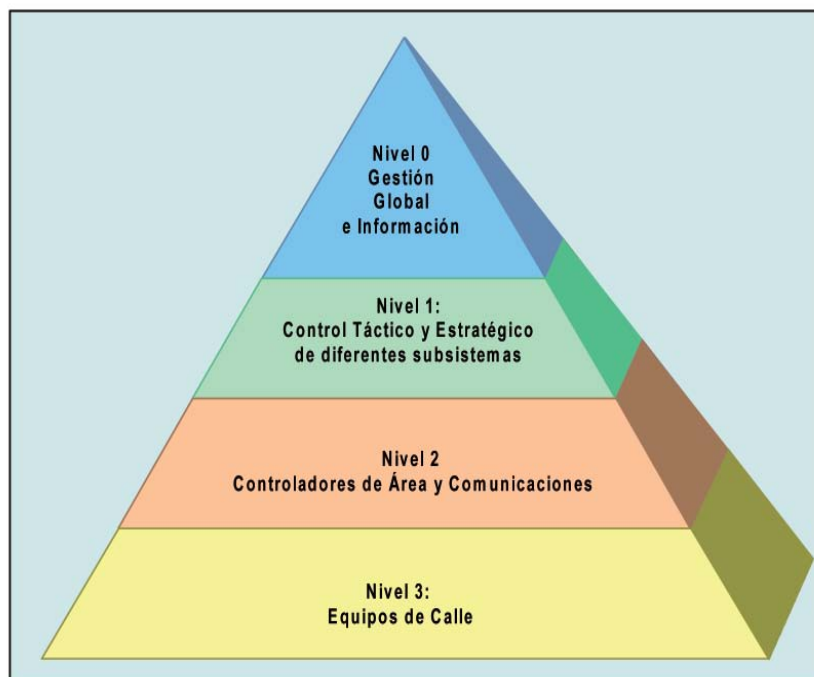 Nivel 0
Gestión
Global
e Información
Nivel 1:
Control Táctico y Estratégico
de diferentes subsistemas
Nivel 2
Controladores de Área y Comunicaciones
Nivel 3:
Equipos de Calle